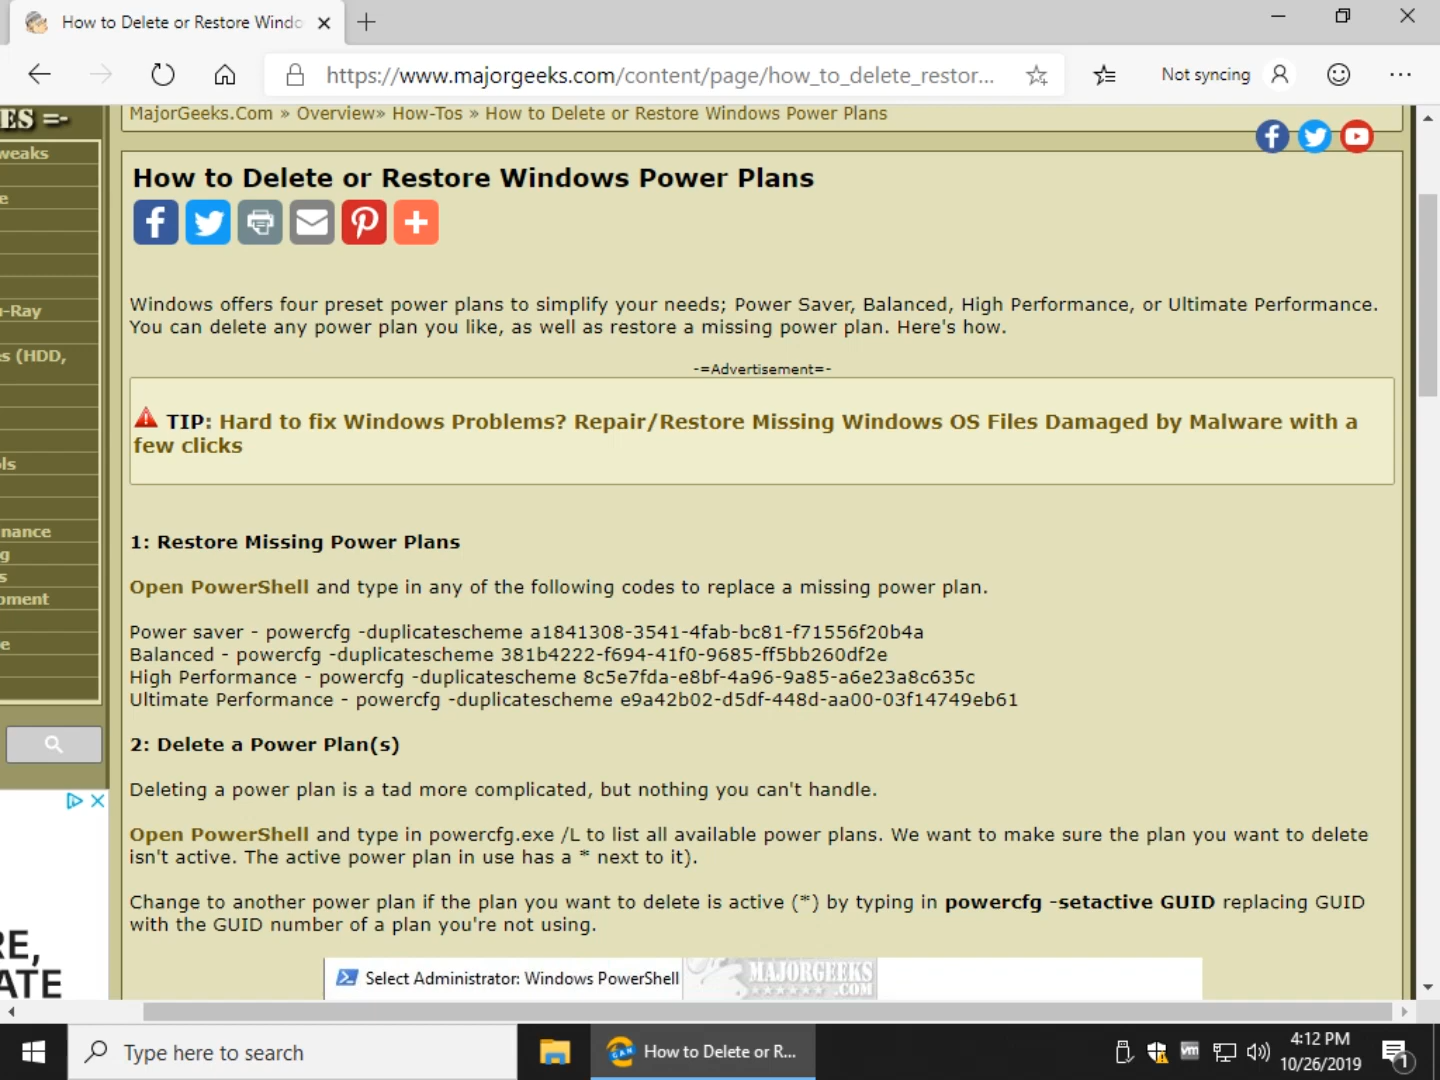 How to Delete or Restore Windo
https://www.majorgeeks.com/content/page/how_to_delete_restor...
Not syncing
ES =-
MajorGeeks.Com » Overview» How-Tos » How to Delete or Restore Windows Power Plans
weaks
How to Delete or Restore Windows Power Plans
e
Windows offers four preset power plans to simplify your needs; Power Saver, Balanced, High Performance, or Ultimate Performance.
You can delete any power plan you like, as well as restore a missing power plan. Here's how.
-Ray
s (HDD,
-=Advertisement=-
TIP: Hard to fix Windows Problems? Repair/Restore Missing Windows OS Files Damaged by Malware with a
few clicks
ls
nance
g
s
pment
e
1: Restore Missing Power Plans
Open PowerShell and type in any of the following codes to replace a missing power plan.
Power saver - powercfg -duplicatescheme a1841308-3541-4fab-bc81-f71556f20b4a
Balanced - powercfg -duplicatescheme 381b4222-f694-41f0-9685-ff5bb260df2e
High Performance - powercfg -duplicatescheme 8c5e7fda-e8bf-4a96-9a85-a6e23a8c635c
Ultimate Performance - powercfg -duplicatescheme e9a42b02-d5df-448d-aa00-03f14749eb61
2: Delete a Power Plan(s)
Deleting a power plan is a tad more complicated, but nothing you can't handle.
Open PowerShell and type in powercfg.exe /L to list all available power plans. We want to make sure the plan you want to delete
isn't active. The active power plan in use has a * next to it).
Change to another power plan if the plan you want to delete is active (*) by typing in powercfg -setactive GUID replacing GUID
with the GUID number of a plan you're not using.
RE,
ATE
Select Administrator: Windows PowerShell
MAJORGEEKS
.COM
Type here to search
How to Delete or R...
CAN
vm
4:12 PM
10/26/2019
1